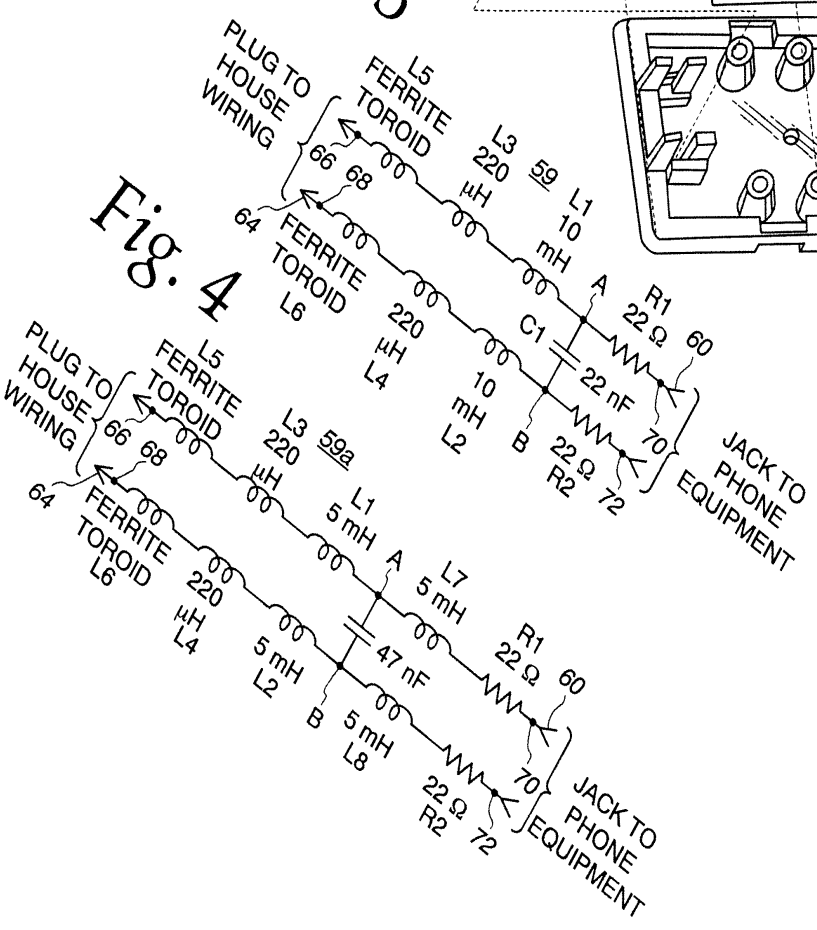 PLUG TO
HOUSE
WIRING
L5
FERRITE
TOROID
66
68
64
L3
220
μH
59
L1
10
mH
A
R1
22 Ω
60
FERRITE
TOROID
L6
220
μH
L4
10
mH
L2
C1
22 nF
B
22 Ω
R2
70
72
JACK TO
PHONE
EQUIPMENT
Fig. 4
PLUG TO
HOUSE
WIRING
L5
FERRITE
TOROID
66
68
64
L3
220
μH
59a
L1
5 mH
A
L7
5 mH
R1
22 Ω
60
FERRITE
TOROID
L6
220
μH
L4
5 mH
L2
47 nF
B
5 mH
L8
22 Ω
R2
70
72
JACK TO
PHONE
EQUIPMENT